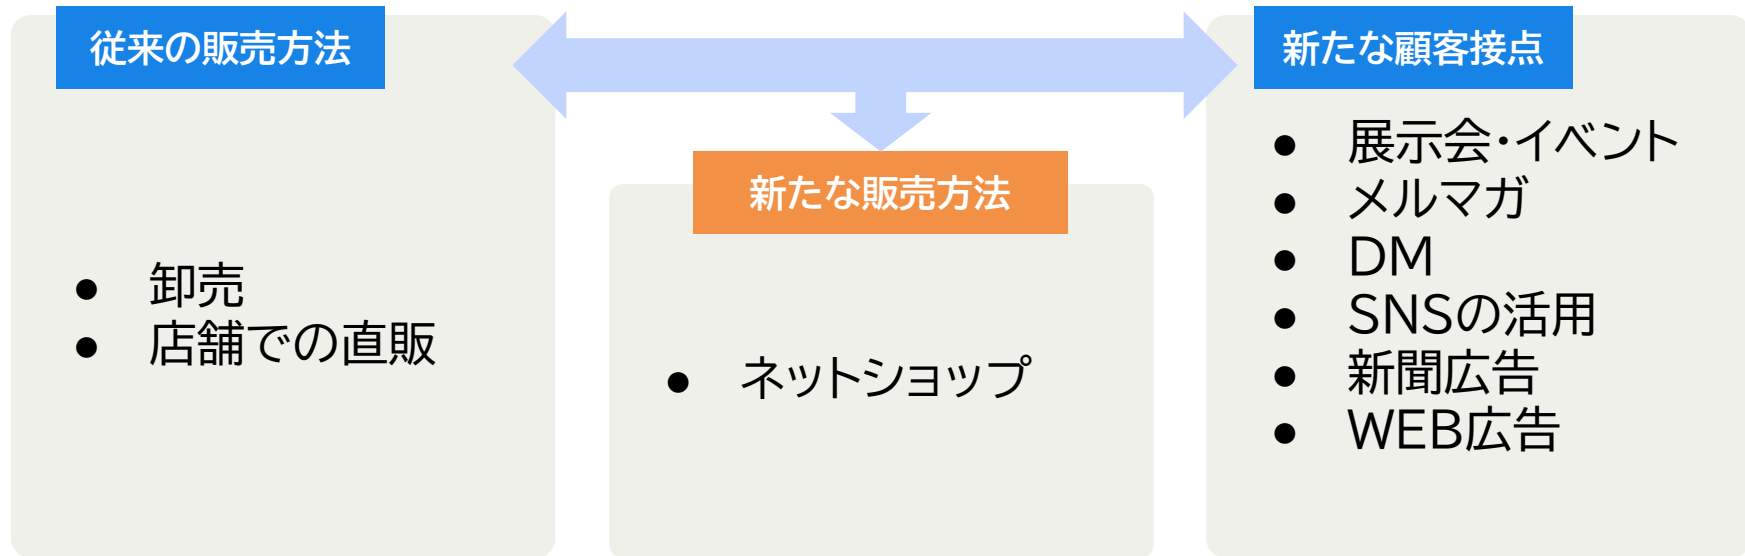 従来の販売方法
● 卸売
● 店舗での直販
新たな販売方法
● ネットショップ
新たな顧客接点
● 展示会・イベント
● メルマガ
● DM
● SNSの活用
● 新聞広告
● WEB広告